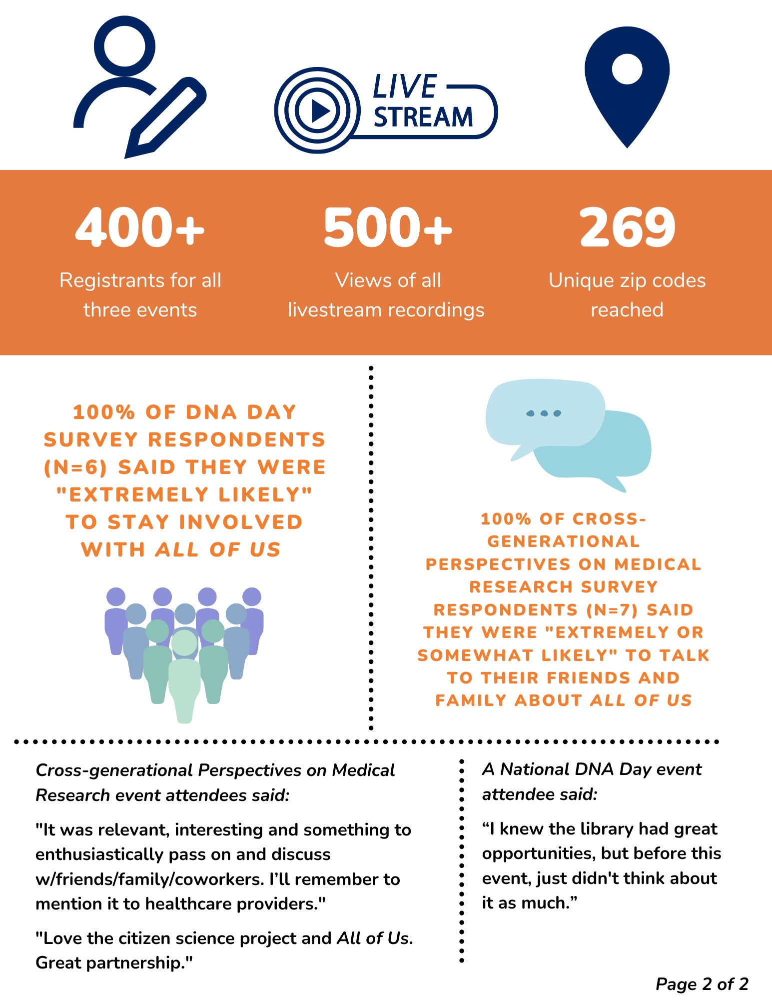 LIVE
STREAM
400+
Registrants for all
three events
500+
Views of all
livestream recordings
269
Unique zip codes
reached
100% OF DNA DAY
SURVEY RESPONDENTS
(N=6) SAID THEY WERE
"EXTREMELY LIKELY"
TO STAY INVOLVED
WITH ALL OF US
100% OF CROSS-
GENERATIONAL
PERSPECTIVES ON MEDICAL
RESEARCH SURVEY
RESPONDENTS (N=7) SAID
THEY WERE "EXTREMELY OR
SOMEWHAT LIKELY" TO TALK
TO THEIR FRIENDS AND
FAMILY ABOUT ALL OF US
Cross-generational Perspectives on Medical
Research event attendees said:
"It was relevant, interesting and something to
enthusiastically pass on and discuss
w/friends/family/coworkers. I’ll remember to
mention it to healthcare providers."
"Love the citizen science project and All of Us.
Great partnership."
A National DNA Day event
attendee said:
“I knew the library had great
opportunities, but before this
event, just didn't think about
it as much.”
Page 2 of 2